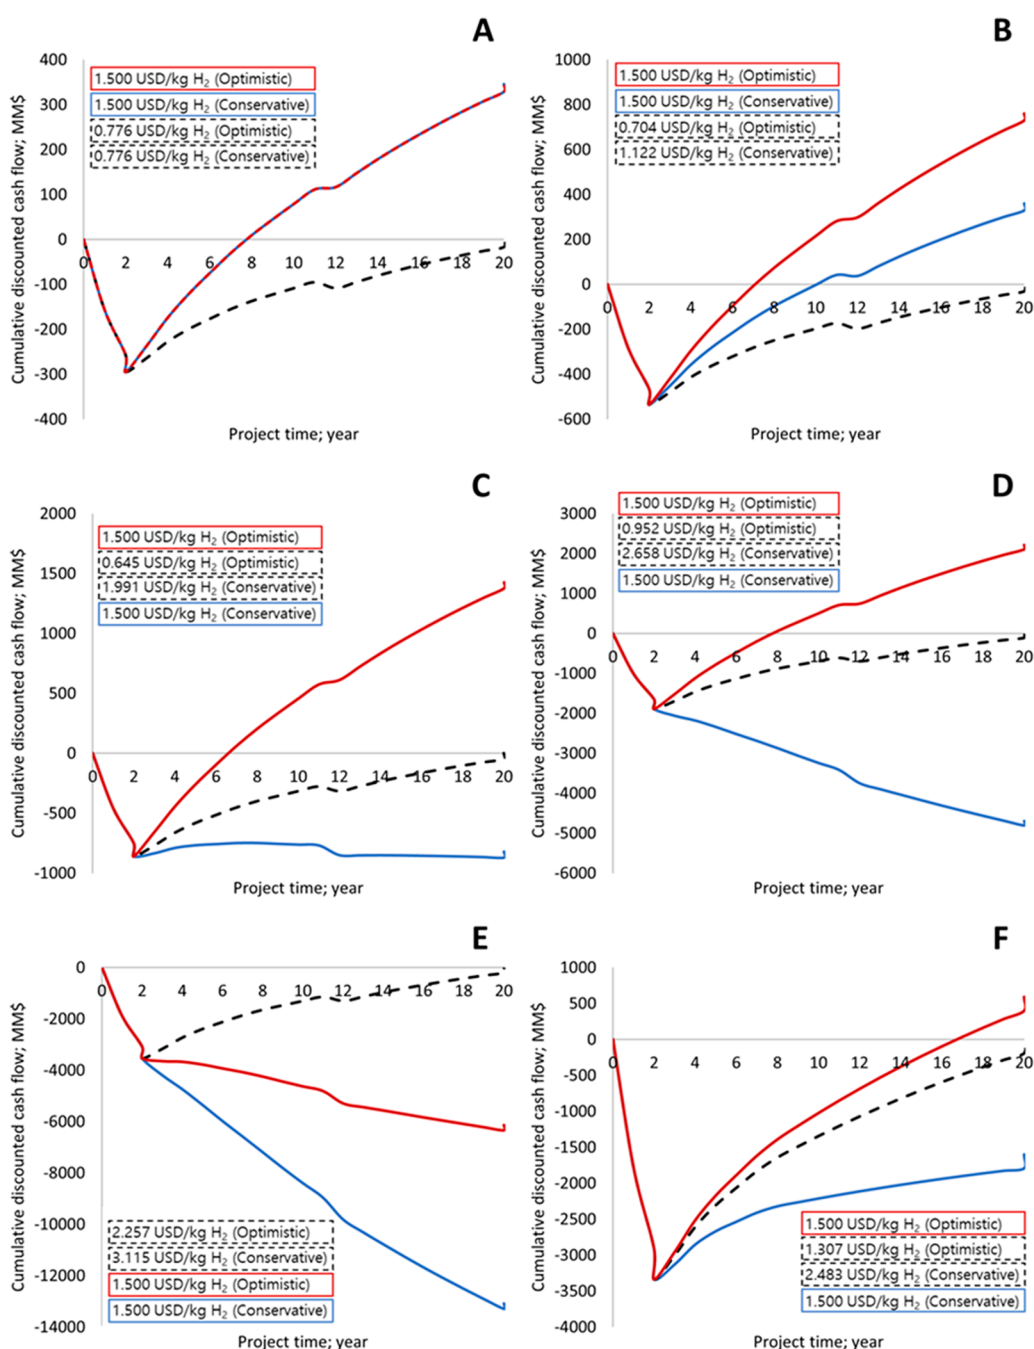 A
400
300
200
100
0
-100
-200
-300
-400
Cumulative discounted cash flow; MM$
1.500 USD/kg H₂ (Optimistic)
1.500 USD/kg H₂ (Conservative)
0.776 USD/kg H₂ (Optimistic)
0.776 USD/kg H₂ (Conservative)
0 2 4 6 8 10 12 14 16 18 20
Project time; year
B
1000
800
600
400
200
0
-200
-400
-600
Cumulative discounted cash flow; MM$
1.500 USD/kg H₂ (Optimistic)
1.500 USD/kg H₂ (Conservative)
0.704 USD/kg H₂ (Optimistic)
1.122 USD/kg H₂ (Conservative)
0 2 4 6 8 10 12 14 16 18 20
Project time; year
C
2000
1500
1000
500
0
-500
-1000
Cumulative discounted cash flow; MM$
1.500 USD/kg H₂ (Optimistic)
0.645 USD/kg H₂ (Optimistic)
1.991 USD/kg H₂ (Conservative)
1.500 USD/kg H₂ (Conservative)
0 2 4 6 8 10 12 14 16 18 20
Project time; year
D
3000
2000
1000
0
-1000
-2000
-3000
-4000
-5000
-6000
Cumulative discounted cash flow; MM$
1.500 USD/kg H₂ (Optimistic)
0.952 USD/kg H₂ (Optimistic)
2.658 USD/kg H₂ (Conservative)
1.500 USD/kg H₂ (Conservative)
0 2 4 6 8 10 12 14 16 18 20
Project time; year
E
0
-2000
-4000
-6000
-8000
-10000
-12000
-14000
Cumulative discounted cash flow; MM$
0 2 4 6 8 10 12 14 16 18 20
2.257 USD/kg H₂ (Optimistic)
3.115 USD/kg H₂ (Conservative)
1.500 USD/kg H₂ (Optimistic)
1.500 USD/kg H₂ (Conservative)
Project time; year
F
1000
500
0
-500
-1000
-1500
-2000
-2500
-3000
-3500
-4000
Cumulative discounted cash flow; MM$
0 2 4 6 8 10 12 14 16 18 20
1.500 USD/kg H₂ (Optimistic)
1.307 USD/kg H₂ (Optimistic)
2.483 USD/kg H₂ (Conservative)
1.500 USD/kg H₂ (Conservative)
Project time; year